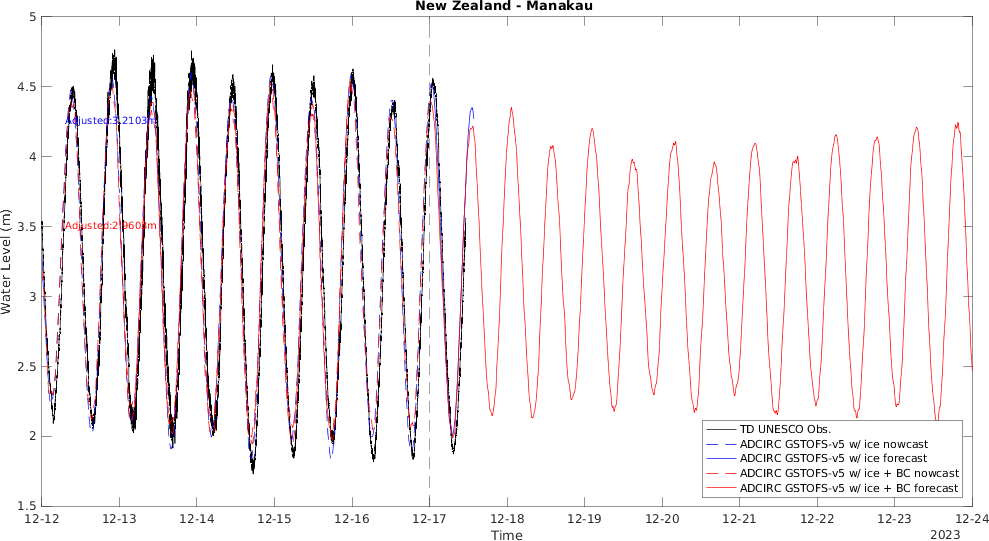 New Zealand - Manakau
Water Level (m)
5
4.5
4
3.5
3
2.5
2
1.5
Adjusted:3.2103m
Adjusted:2.9603m
TD UNESCO Obs.
ADCIRC GSTOFS-v5 w/ ice nowcast
ADCIRC GSTOFS-v5 w/ ice forecast
ADCIRC GSTOFS-v5 w/ ice + BC nowcast
ADCIRC GSTOFS-v5 w/ ice + BC forecast
12-12 12-13 12-14 12-15 12-16 12-17 12-18 12-19 12-20 12-21 12-22 12-23 12-24
Time
2023